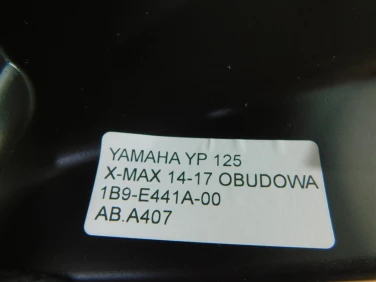 YAMAHA YP 125
X-MAX 14-17 OBUDOWA
1B9-E441A-00
AB.A407